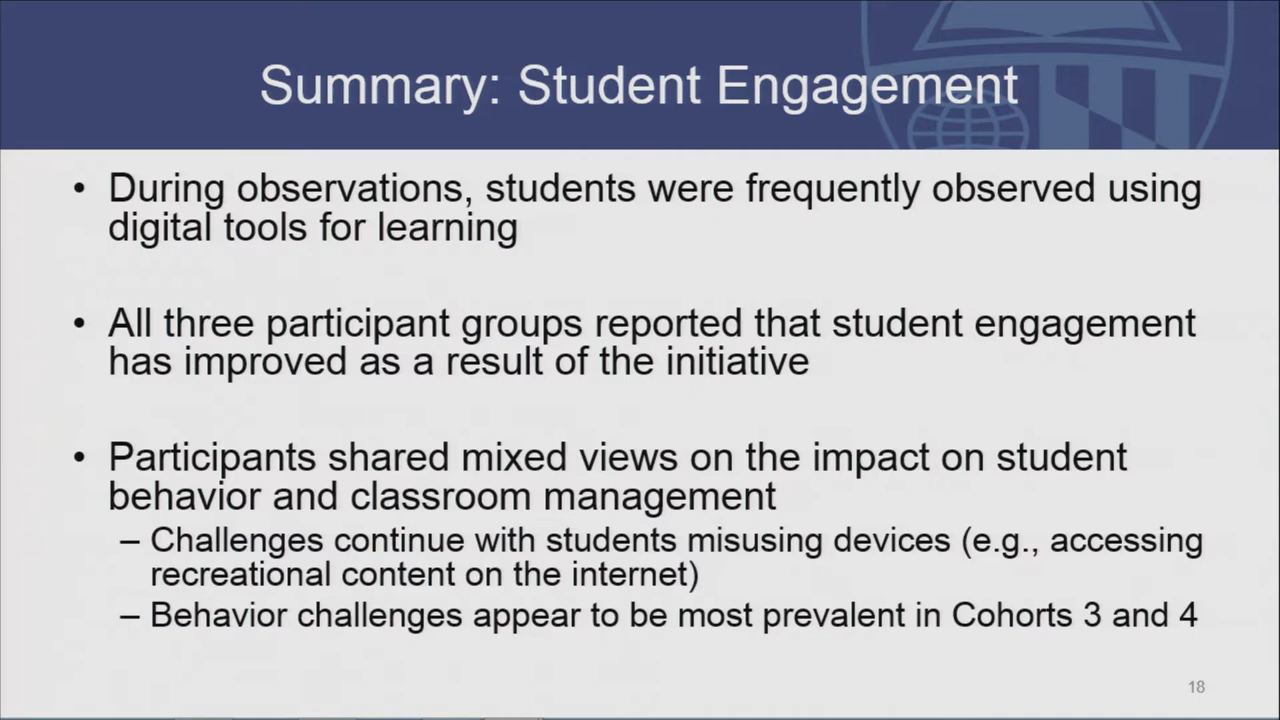 Summary: Student Engagement
• During observations, students were frequently observed using
digital tools for learning
• All three participant groups reported that student engagement
has improved as a result of the initiative
• Participants shared mixed views on the impact on student
behavior and classroom management
– Challenges continue with students misusing devices (e.g., accessing
recreational content on the internet)
– Behavior challenges appear to be most prevalent in Cohorts 3 and 4
18